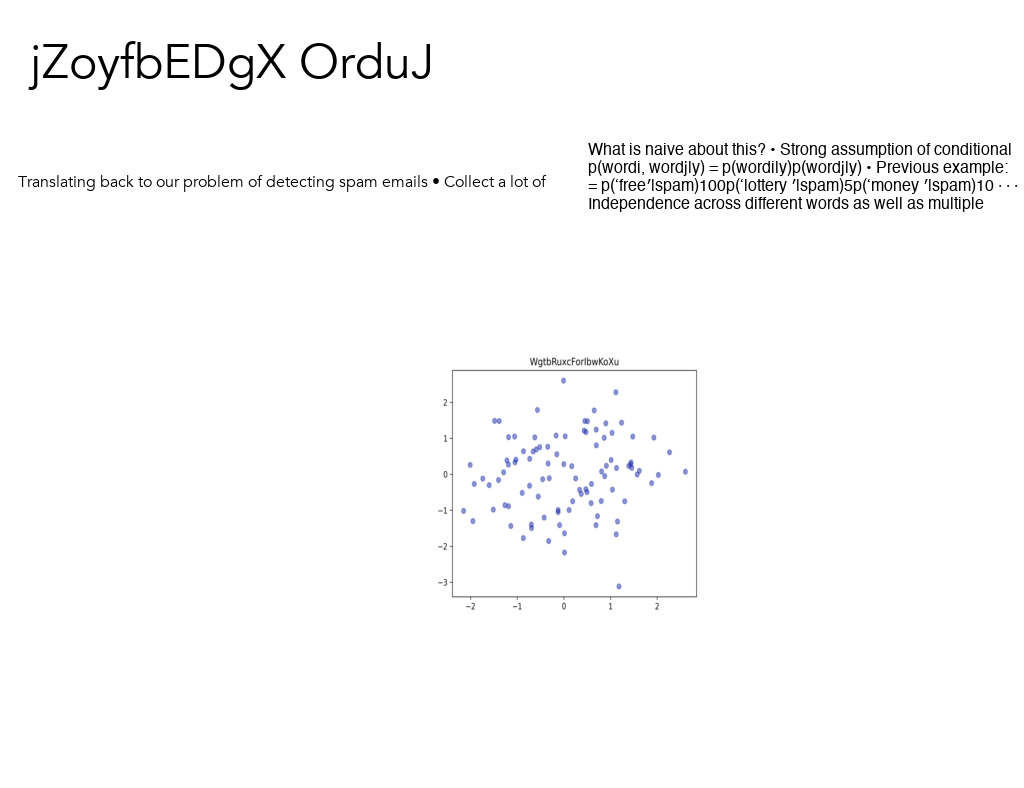 jZoyfbEDgX OrduJ
Translating back to our problem of detecting spam emails • Collect a lot of
What is naive about this? • Strong assumption of conditional
p(wordi, wordj|y) = p(wordi|y)p(wordj|y) • Previous example:
= p(‘free′|spam)100p(‘lottery ′|spam)5p(‘money ′|spam)10 · · ·
Independence across different words as well as multiple
WgtbRuxcForIbwKoXu
2
1
0
−1
−2
−3
−2 −1 0 1 2